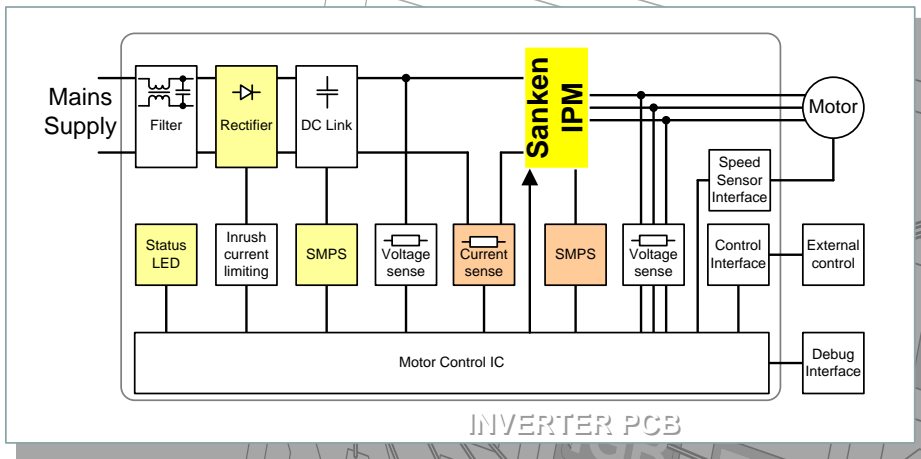 Mains
Supply
Filter
Rectifier
DC Link
Sanken
IPM
Motor
Speed
Sensor
Interface
Status
LED
Inrush
current
limiting
SMPS
Voltage
sense
Current
sense
SMPS
Voltage
sense
Control
Interface
External
control
Motor Control IC
Debug
Interface
INVERTER PCB